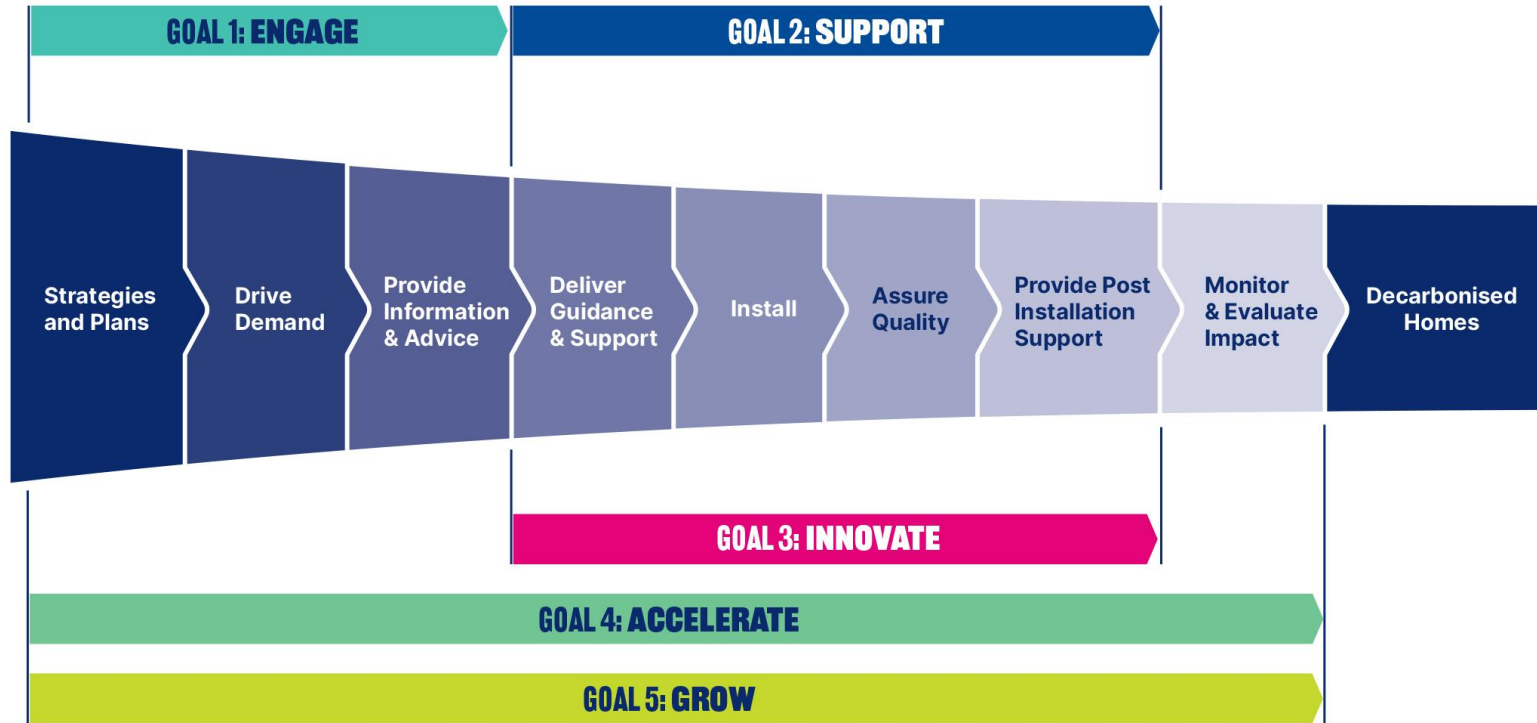 GOAL 1: ENGAGE
GOAL 2: SUPPORT
Strategies
and Plans
Drive
Demand
Provide
Information
& Advice
Deliver
Guidance
& Support
Install
Assure
Quality
Provide Post
Installation
Support
Monitor
& Evaluate
Impact
Decarbonised
Homes
GOAL 3: INNOVATE
GOAL 4: ACCELERATE
GOAL 5: GROW